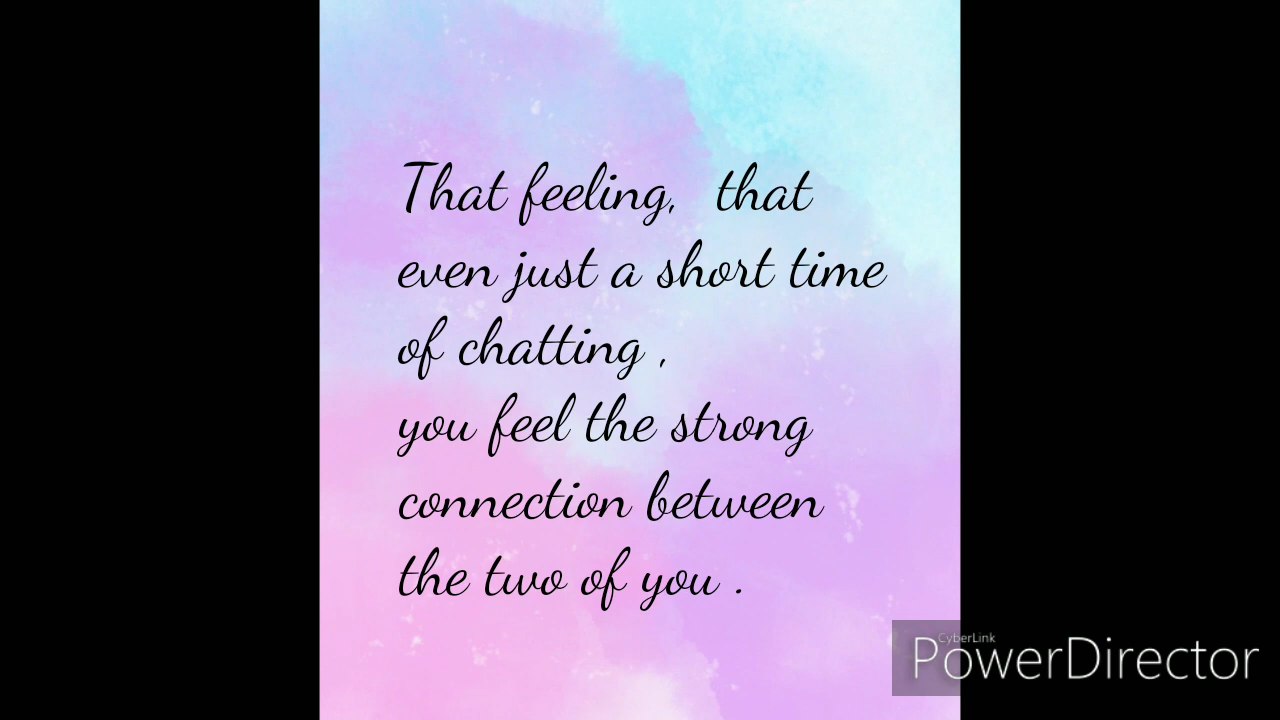 That feeling,  that
even just a short time
of chatting ,
you feel the strong
connection between
the two of you .
CyberLink
PowerDirector